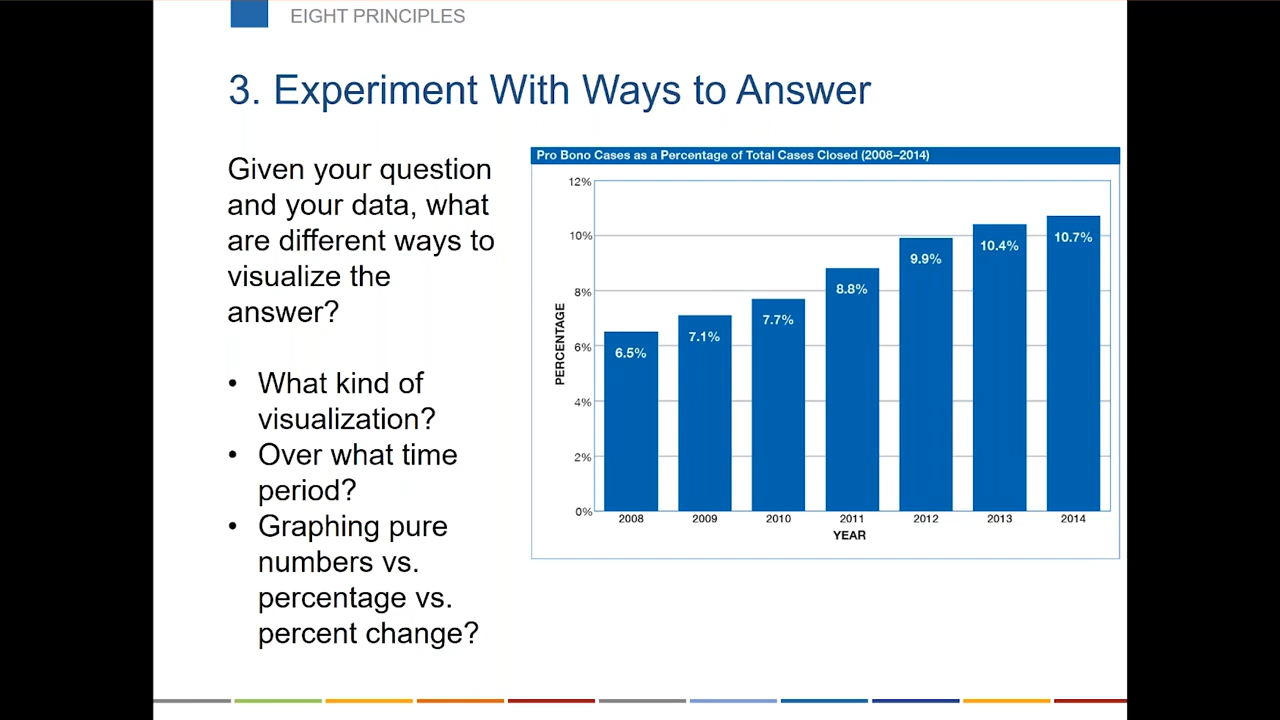 EIGHT PRINCIPLES
3. Experiment With Ways to Answer
Given your question
and your data, what
are different ways to
visualize the
answer?
• What kind of
visualization?
• Over what time
period?
• Graphing pure
numbers vs.
percentage vs.
percent change?
Pro Bono Cases as a Percentage of Total Cases Closed (2008–2014)
PERCENTAGE
12%
10%
8%
6%
4%
2%
0%
6.5%
7.1%
7.7%
8.8%
9.9%
10.4%
10.7%
2008 2009 2010 2011 2012 2013 2014
YEAR